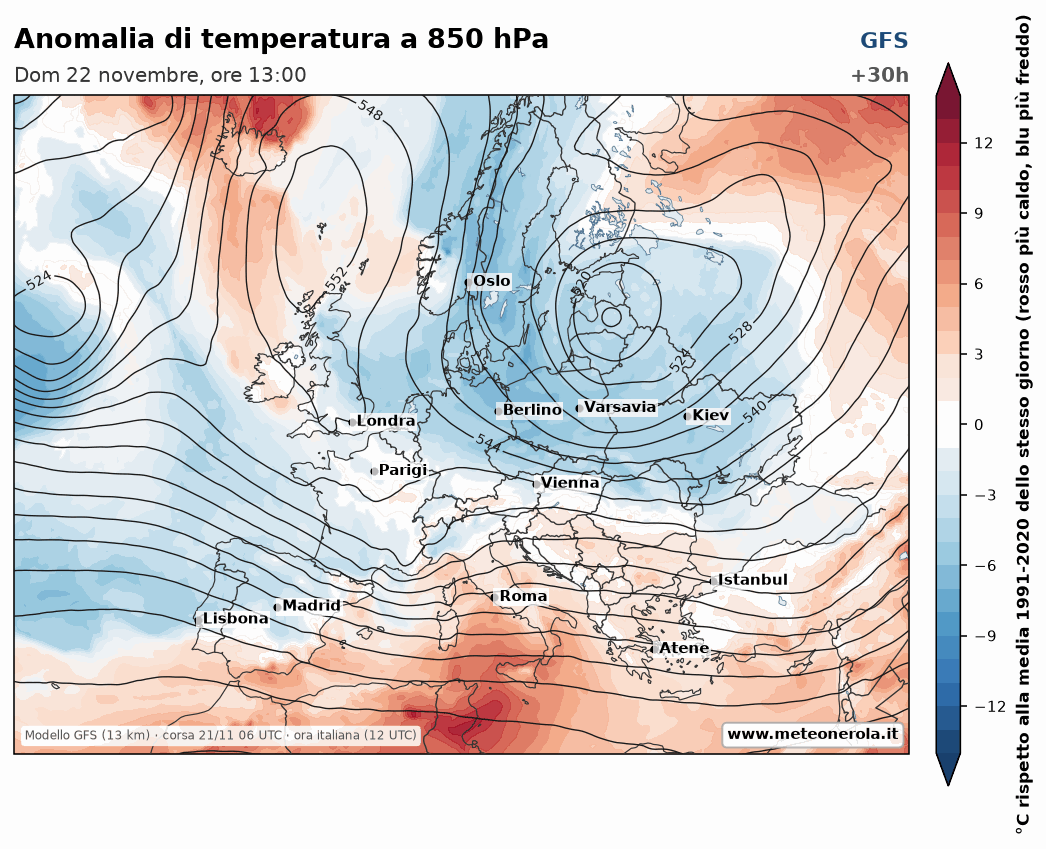 Anomalia di temperatura a 850 hPa
GFS
Dom 22 novembre, ore 13:00
+30h
548
524
552
520
528
524
540
544
Oslo
Berlino
Varsavia
Kiev
Londra
Parigi
Vienna
Istanbul
Roma
Madrid
Lisbona
Atene
Modello GFS (13 km) · corsa 21/11 06 UTC · ora italiana (12 UTC)
www.meteonerola.it
12
9
6
3
0
−3
−6
−9
−12
°C rispetto alla media 1991-2020 dello stesso giorno (rosso più caldo, blu più freddo)